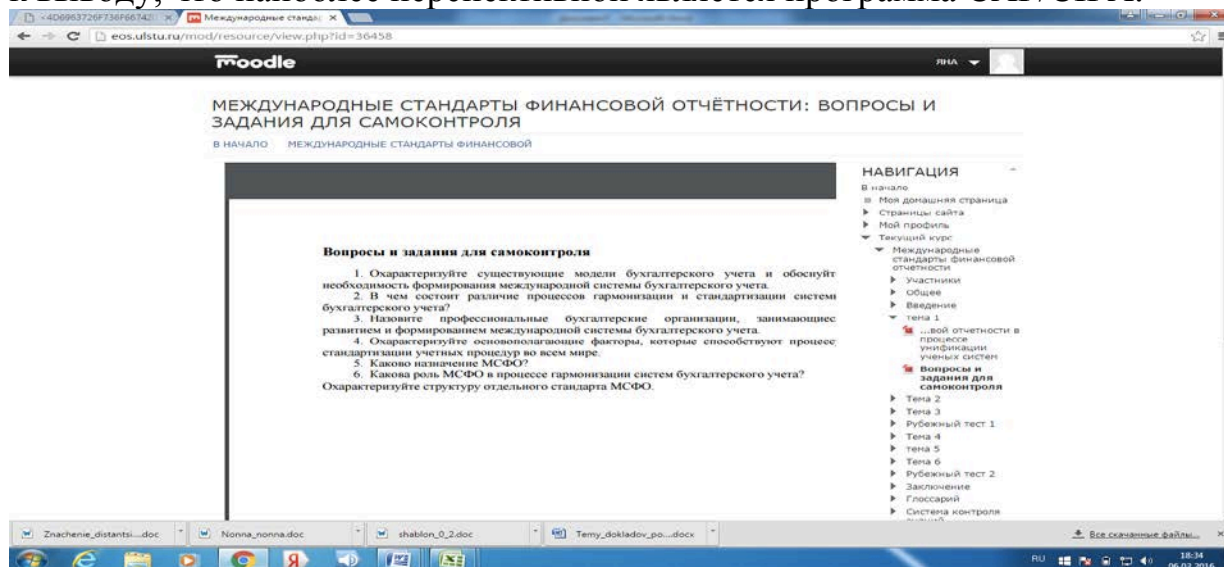 к выводу, что наиболее перспективной является программа
Международные станда
eos.ulstu.ru/mod/resource/view.php?id=36458
moodle
ЯНА
МЕЖДУНАРОДНЫЕ СТАНДАРТЫ ФИНАНСОВОЙ ОТЧЁТНОСТИ: ВОПРОСЫ И
ЗАДАНИЯ ДЛЯ САМОКОНТРОЛЯ
В НАЧАЛО МЕЖДУНАРОДНЫЕ СТАНДАРТЫ ФИНАНСОВОЙ
Вопросы и задания для самоконтроля
1. Охарактеризуйте существующие модели бухгалтерского учета и обоснуйт
необходимость формирования международной системы бухгалтерского учета.
2. В чем состоит различие процессов гармонизации и стандартизации систем
бухгалтерского учета?
3. Назовите профессиональные бухгалтерские организации, занимающиес
развитием и формированием международной системы бухгалтерского учета.
4. Охарактеризуйте основополагающие факторы, которые способствуют процесс
стандартизации учетных процедур во всем мире.
5. Каково назначение МСФО?
6. Какова роль МСФО в процессе гармонизации систем бухгалтерского учета?
Охарактеризуйте структуру отдельного стандарта МСФО.
НАВИГАЦИЯ
В начало
Моя домашняя страница
Страницы сайта
Мой профиль
Текущий курс
Международные
стандарты финансовой
отчетности
Участники
Общее
Введение
тема 1
...вой отчетности в
процессе
унификации
ученых систем
Вопросы и
задания для
самоконтроля
Тема 2
Тема 3
Рубежный тест 1
Тема 4
тема 5
Тема 6
Рубежный тест 2
Заключение
Глоссарий
Система контроля
Znachenie_distantsi....doc
Nonna_nonna.doc
shablon_0_2.doc
Temy_dokladov_po....docx
Все скачанные файлы...
RU
18:34
06.03.2016